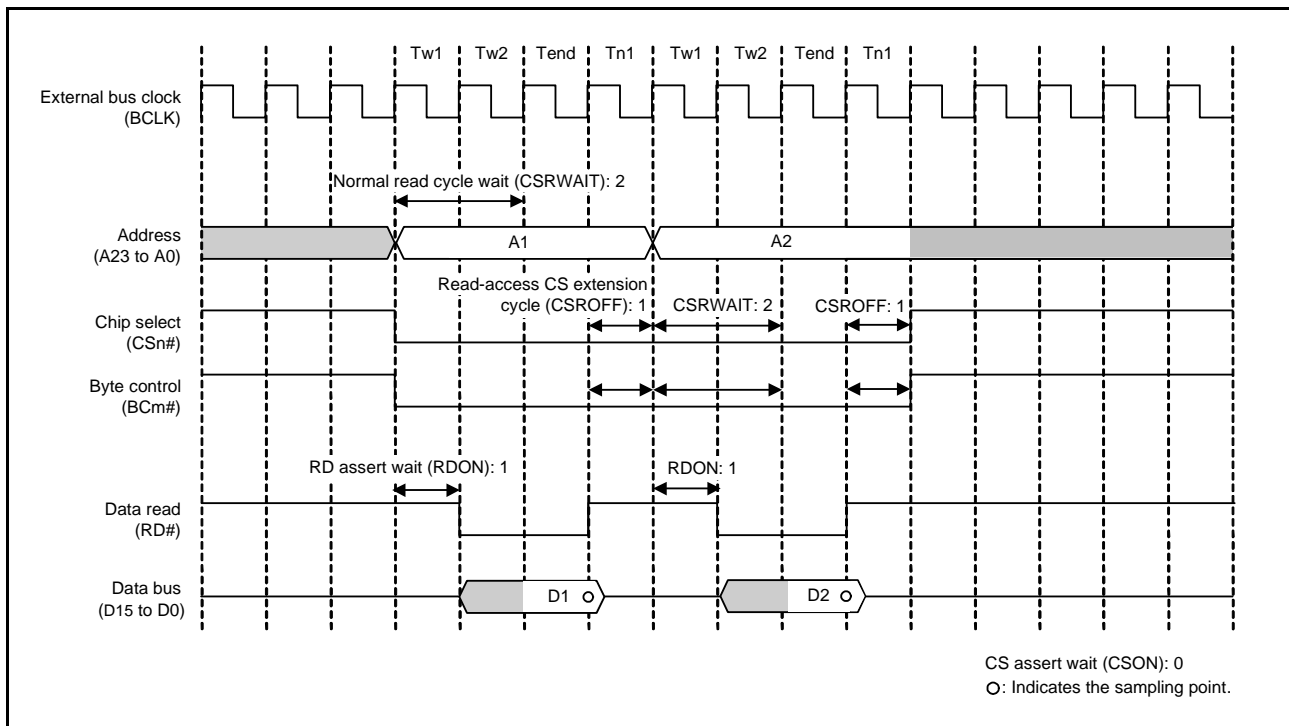 Tw1 Tw2 Tend Tn1 Tw1 Tw2 Tend Tn1
External bus clock
(BCLK)
Normal read cycle wait (CSRWAIT): 2
Address
(A23 to A0)
A1
A2
Read-access CS extension
cycle (CSROFF): 1
CSRWAIT: 2
CSROFF: 1
Chip select
(CSn#)
Byte control
(BCm#)
RD assert wait (RDON): 1
RDON: 1
Data read
(RD#)
Data bus
(D15 to D0)
D1
D2
CS assert wait (CSON): 0
: Indicates the sampling point.